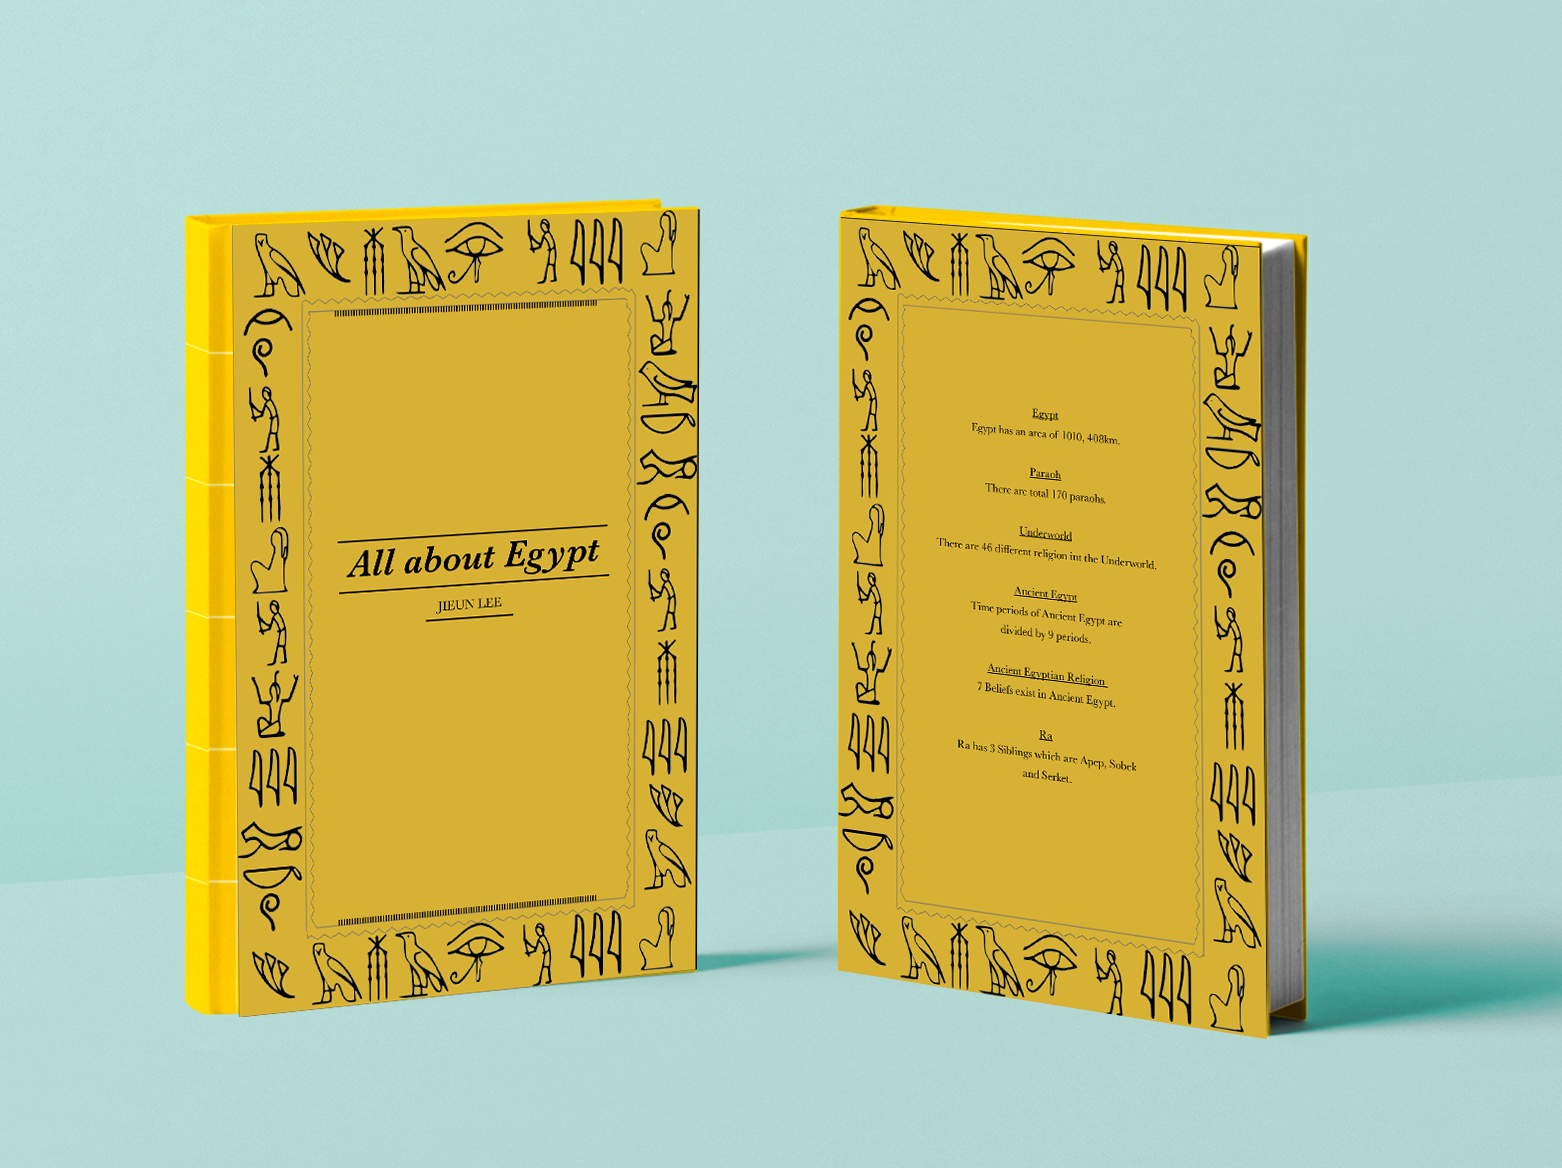 All about Egypt
JIEUN LEE
Egypt
Egypt has an area of 1010, 408km.
Paraoh
There are total 170 paraohs.
Underworld
There are 46 different religion int the Underworld.
Ancient Egypt
Time periods of Ancient Egypt are
divided by 9 periods.
Ancient Egyptian Religion
7 Beliefs exist in Ancient Egypt.
Ra
Ra has 3 Siblings which are Apep, Sobek
and Serket.